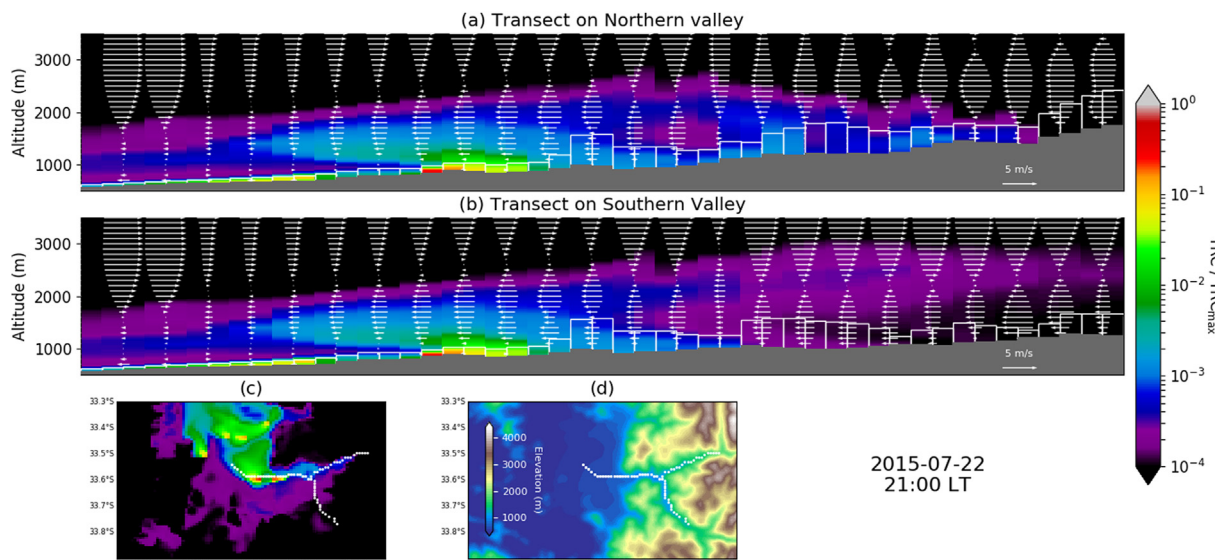 (a) Transect on Northern valley
3000
2000
1000
Altitude (m)
5 m/s
(b) Transect on Southern Valley
3000
2000
1000
Altitude (m)
5 m/s
10^0
10^-1
10^-2
10^-3
10^-4
(c)
33.3°S
33.4°S
33.5°S
33.6°S
33.7°S
33.8°S
(d)
33.3°S
33.4°S
33.5°S
33.6°S
33.7°S
33.8°S
4000
3000
2000
1000
Elevation (m)
2015-07-22
21:00 LT